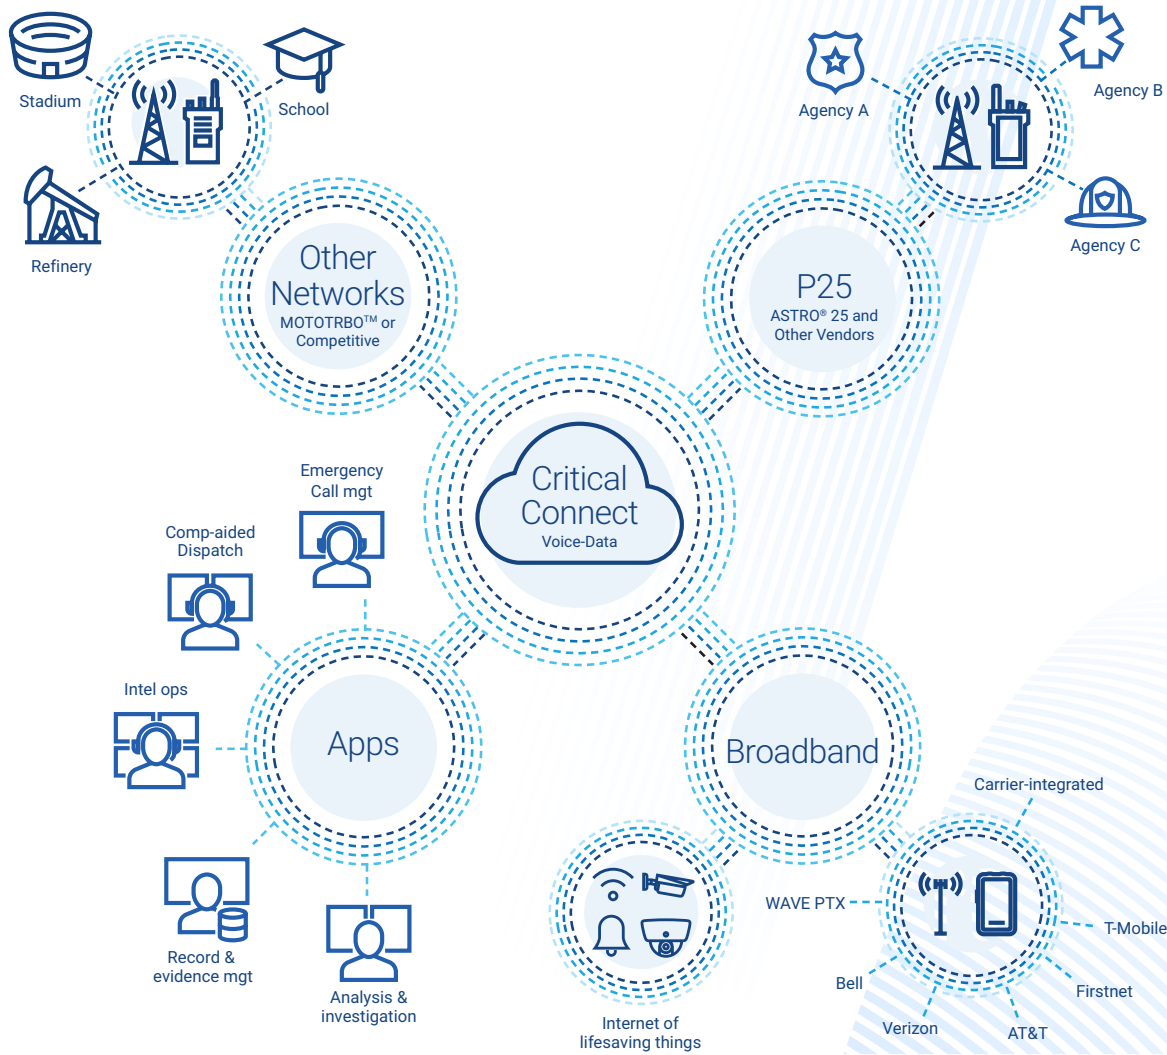 Stadium
School
Refinery
Agency A
Agency B
Agency C
Other
Networks
MOTOTRBO™ or
Competitive
P25
ASTRO® 25 and
Other Vendors
Critical
Connect
Voice-Data
Emergency
Call mgt
Comp-aided
Dispatch
Intel ops
Apps
Record &
evidence mgt
Analysis &
investigation
Broadband
Internet of
lifesaving things
Carrier-integrated
WAVE PTX
T-Mobile
Bell
Firstnet
Verizon
AT&T